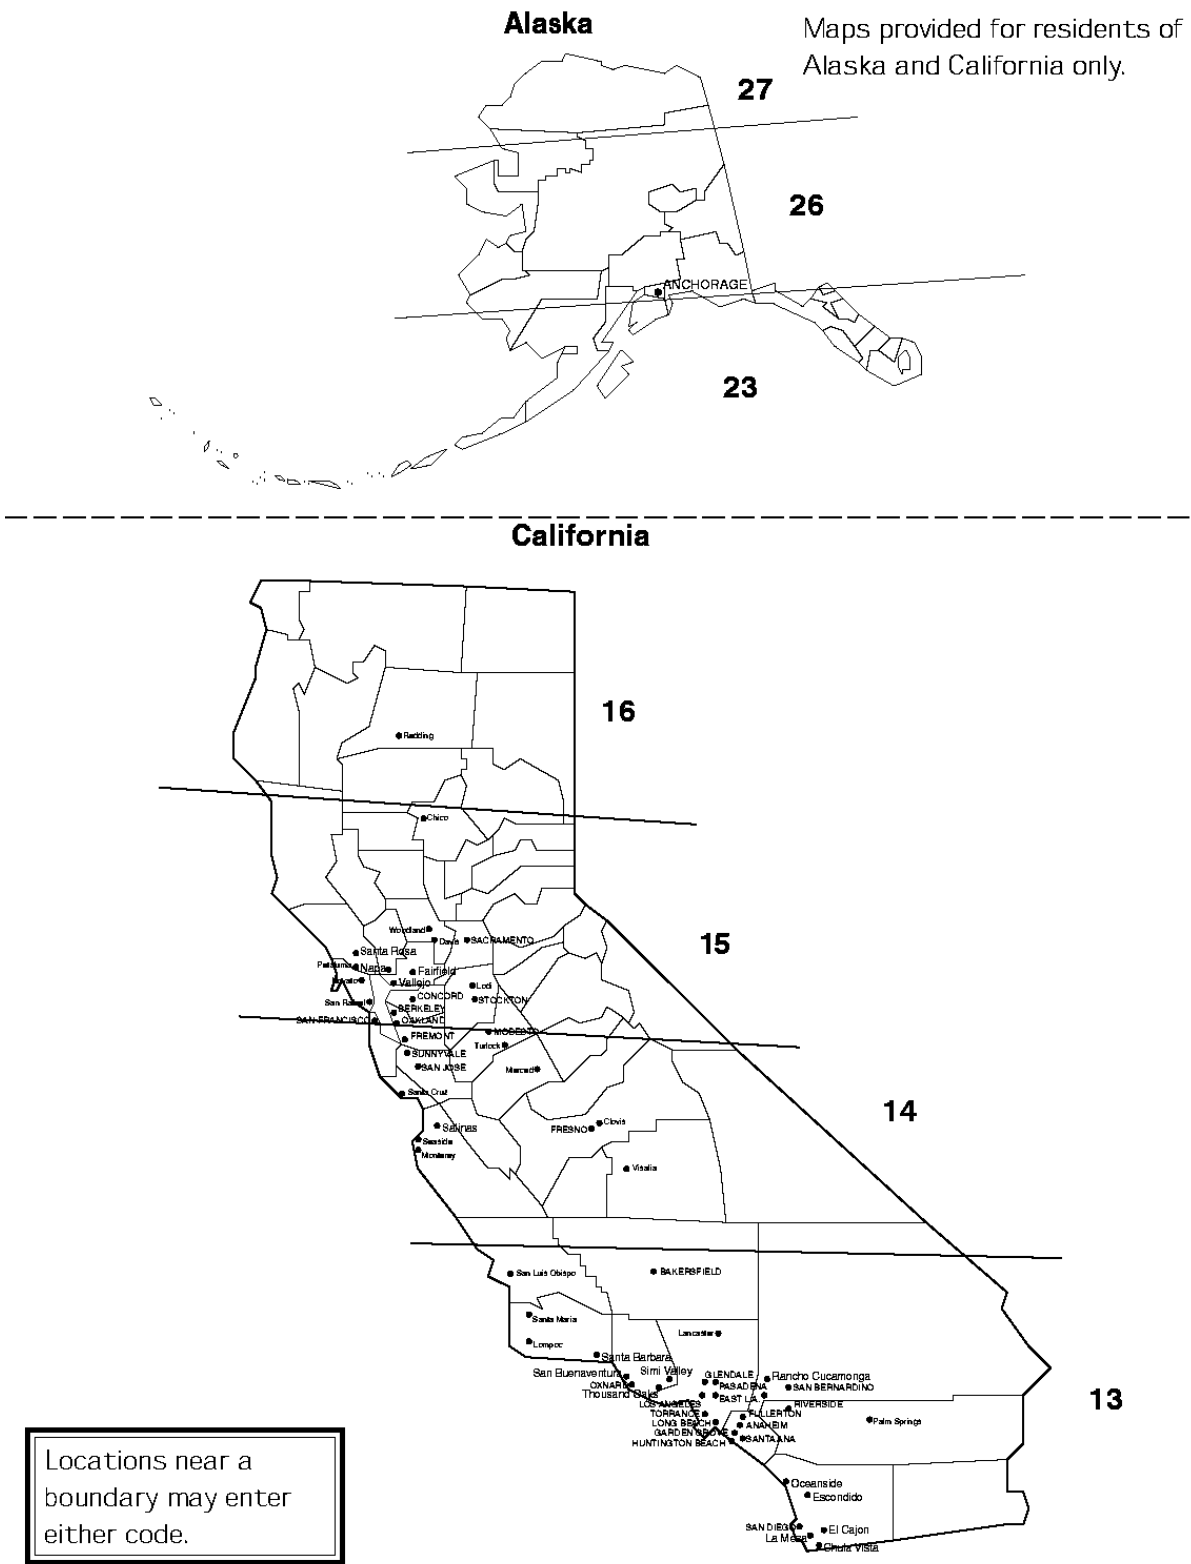 Alaska
Maps provided for residents of
Alaska and California only.
27
26
ANCHORAGE
23
California
16
Redding
Chico
15
Woodland
Davis
SACRAMENTO
Santa Rosa
Petaluma
Napa
Fairfield
Novato
Vallejo
Lodi
CONCORD
STOCKTON
San Rafael
BERKELEY
SAN FRANCISCO
OAKLAND
MODESTO
FREMONT
Turlock
SUNNYVALE
SAN JOSE
Merced
Santa Cruz
14
Salinas
FRESNO
Clovis
Seaside
Monterey
Visalia
San Luis Obispo
BAKERSFIELD
Santa Maria
Lancaster
Lompoc
Santa Barbara
San Buenaventura
Simi Valley
GLENDALE
Rancho Cucamonga
OXNARD
PASADENA
SAN BERNARDINO
Thousand Oaks
EAST L.A.
13
LOS ANGELES
RIVERSIDE
TORRANCE
FULLERTON
LONG BEACH
ANAHEIM
Palm Springs
GARDEN GROVE
SANTA ANA
HUNTINGTON BEACH
Oceanside
Escondido
SAN DIEGO
El Cajon
La Mesa
Chula Vista
Locations near a
boundary may enter
either code.